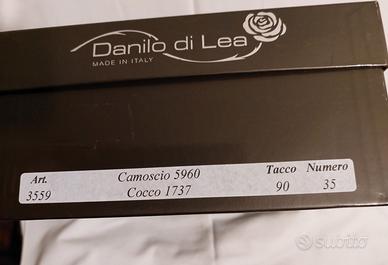 Danilo di Lea
MADE IN ITALY
Art. Camoscio 5960 Tacco Numero
3559 Cocco 1737 90 35
subito